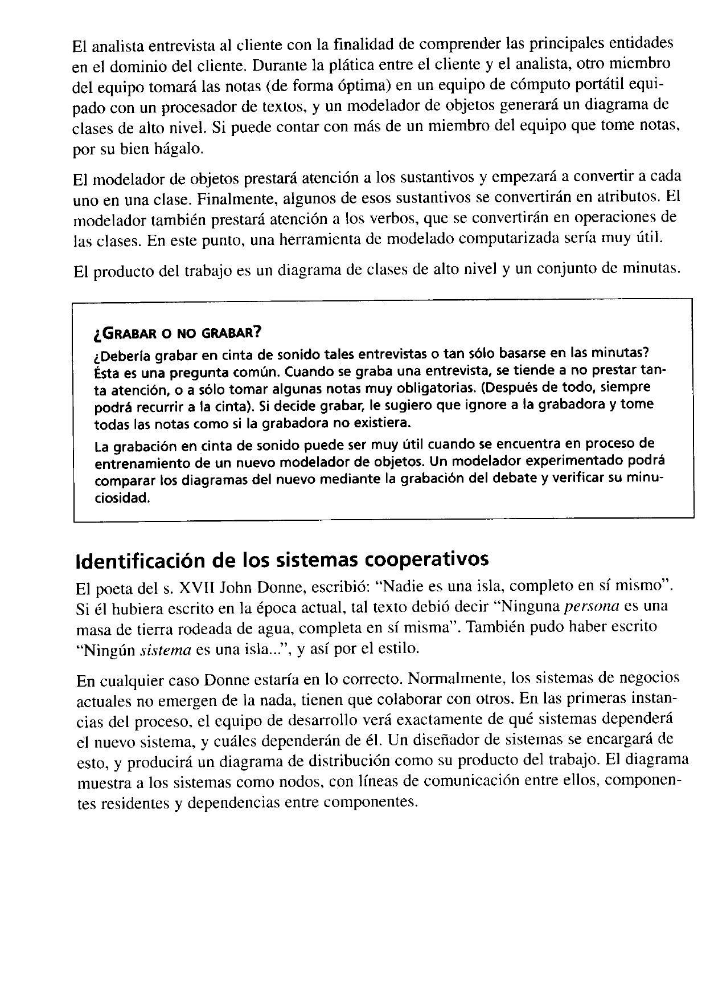 El analista entrevista al cliente con la finalidad de comprender las principales entidades
en el dominio del cliente. Durante la plática entre el cliente y el analista, otro miembro
del equipo tomará las notas (de forma óptima) en un equipo de cómputo portátil equi-
pado con un procesador de textos, y un modelador de objetos generará un diagrama de
clases de alto nivel. Si puede contar con más de un miembro del equipo que tome notas,
por su bien hágalo.
El modelador de objetos prestará atención a los sustantivos y empezará a convertir a cada
uno en una clase. Finalmente, algunos de esos sustantivos se convertirán en atributos. El
modelador también prestará atención a los verbos, que se convertirán en operaciones de
las clases. En este punto, una herramienta de modelado computarizada sería muy útil.
El producto del trabajo es un diagrama de clases de alto nivel y un conjunto de minutas.
¿GRABAR O NO GRABAR?
¿Debería grabar en cinta de sonido tales entrevistas o tan sólo basarse en las minutas?
Ésta es una pregunta común. Cuando se graba una entrevista, se tiende a no prestar tan-
ta atención, o a sólo tomar algunas notas muy obligatorias. (Después de todo, siempre
podrá recurrir a la cinta). Si decide grabar, le sugiero que ignore a la grabadora y tome
todas las notas como si la grabadora no existiera.
La grabación en cinta de sonido puede ser muy útil cuando se encuentra en proceso de
entrenamiento de un nuevo modelador de objetos. Un modelador experimentado podrá
comparar los diagramas del nuevo mediante la grabación del debate y verificar su minu-
ciosidad.
Identificación de los sistemas cooperativos
El poeta del s. XVII John Donne, escribió: “Nadie es una isla, completo en sí mismo”.
Si él hubiera escrito en la época actual, tal texto debió decir “Ninguna persona es una
masa de tierra rodeada de agua, completa en sí misma”. También pudo haber escrito
“Ningún sistema es una isla...”, y así por el estilo.
En cualquier caso Donne estaría en lo correcto. Normalmente, los sistemas de negocios
actuales no emergen de la nada, tienen que colaborar con otros. En las primeras instan-
cias del proceso, el equipo de desarrollo verá exactamente de qué sistemas dependerá
el nuevo sistema, y cuáles dependerán de él. Un diseñador de sistemas se encargará de
esto, y producirá un diagrama de distribución como su producto del trabajo. El diagrama
muestra a los sistemas como nodos, con líneas de comunicación entre ellos, componen-
tes residentes y dependencias entre componentes.